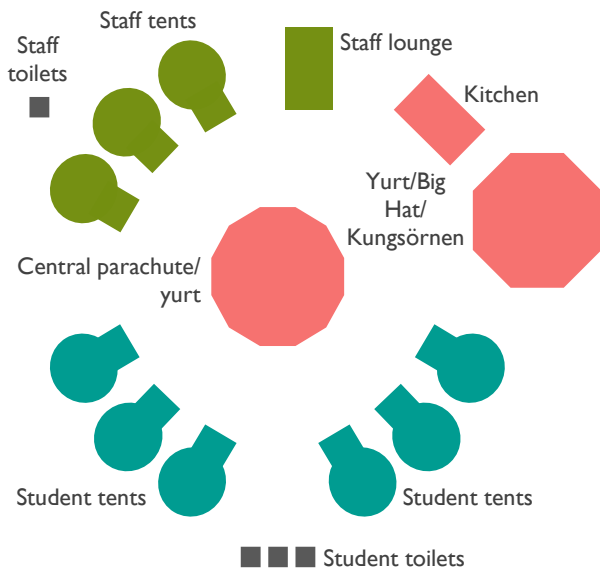 Staff tents
Staff
toilets
Staff lounge
Kitchen
Yurt/Big
Hat/
Kungsörnen
Central parachute/
yurt
Student tents
Student tents
Student toilets